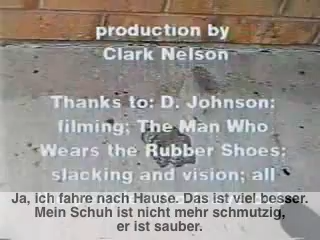 production by
Clark Nelson
Thanks to: D. Johnson:
filming; The Man Who
Wears the Rubber Shoes:
slacking and vision; all
Ja, ich fahre nach Hause. Das ist viel besser.
Mein Schuh ist nicht mehr schmutzig,
er ist sauber.